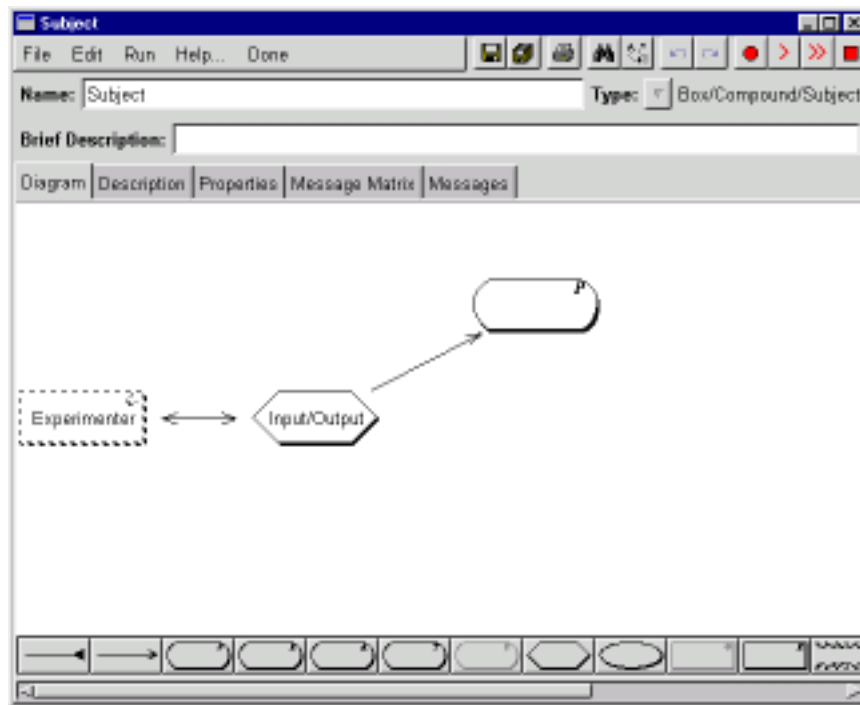 Subject
File Edit Run Help... Done
Name: Subject Type: Box/Compound/Subject
Brief Description:
Diagram Description Properties Message Matrix Messages
P
Experimenter Input/Output